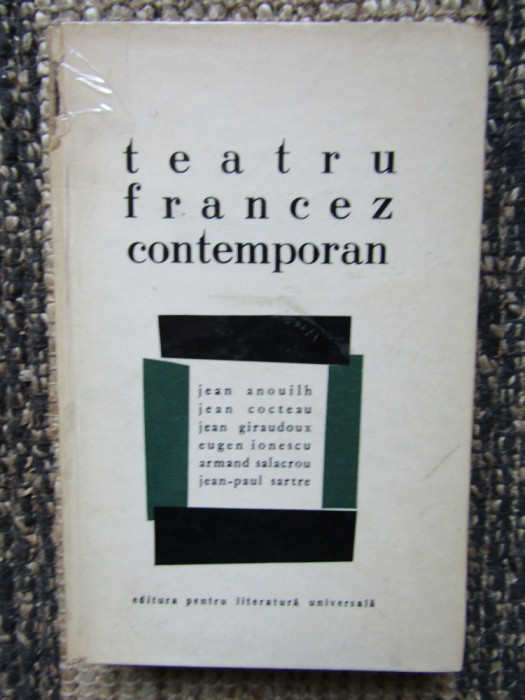 teatru
francez
contemporan
jean anouilh
jean cocteau
jean giraudoux
eugen ionescu
armand salacrou
jean-paul sartre
editura pentru literatură universală